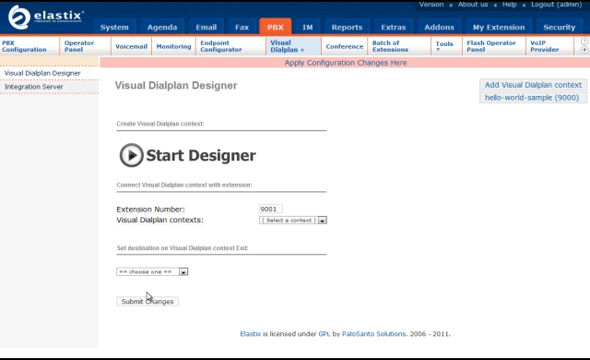 Version About us Help Logout (admin)
elastix
System Agenda Email Fax PBX IM Reports Extras Addons My Extension Security
PBX Configuration Operator Panel Voicemail Monitoring Endpoint Configurator Visual Dialplan Conference Batch of Extensions Tools Flash Operator Panel VoIP Provider
Apply Configuration Changes Here
Visual Dialplan Designer
Integration Server
Visual Dialplan Designer
Add Visual Dialplan context
hello-world-sample (9000)
Create Visual Dialplan context:
Start Designer
Connect Visual Dialplan context with extension:
Extension Number: 9001
Visual Dialplan contexts: ( Select a context )
Set destination on Visual Dialplan context Exit:
== choose one ==
Submit Changes
Elastix is licensed under GPL by PaloSanto Solutions. 2006 - 2011.